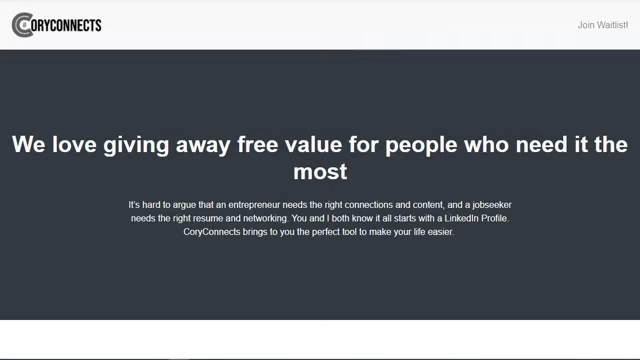 #CORYCONNECTS
Join Waitlist!
We love giving away free value for people who need it the
most
It's hard to argue that an entrepreneur needs the right connections and content, and a jobseeker
needs the right resume and networking. You and I both know it all starts with a LinkedIn Profile.
CoryConnects brings to you the perfect tool to make your life easier.